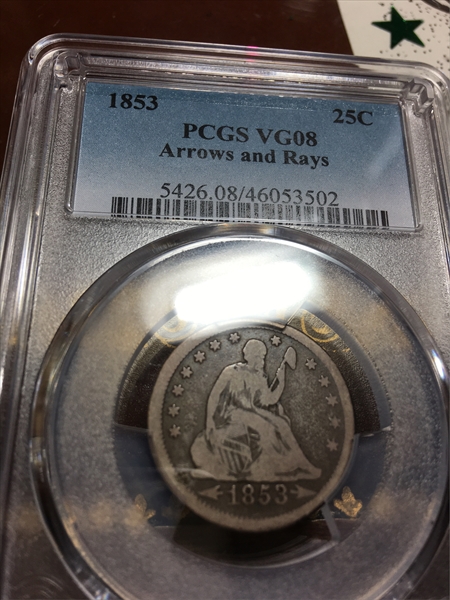 1853 25C
PCGS VG08
Arrows and Rays
5426.08/46053502
1853